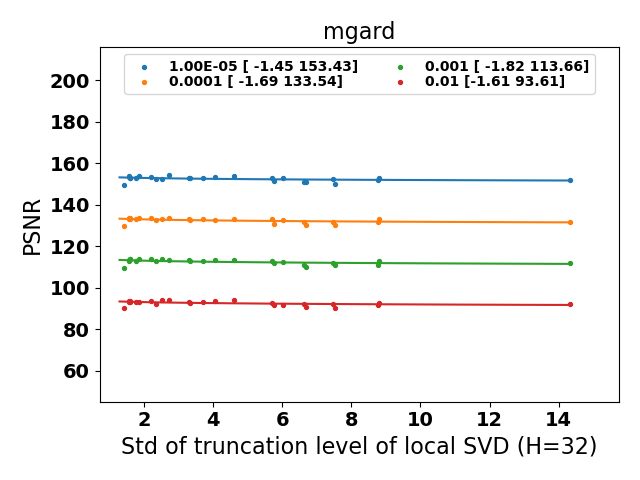 mgard
1.00E-05 [ -1.45 153.43]
0.0001 [ -1.69 133.54]
0.001 [ -1.82 113.66]
0.01 [-1.61 93.61]
PSNR
200
180
160
140
120
100
80
60
2 4 6 8 10 12 14
Std of truncation level of local SVD (H=32)